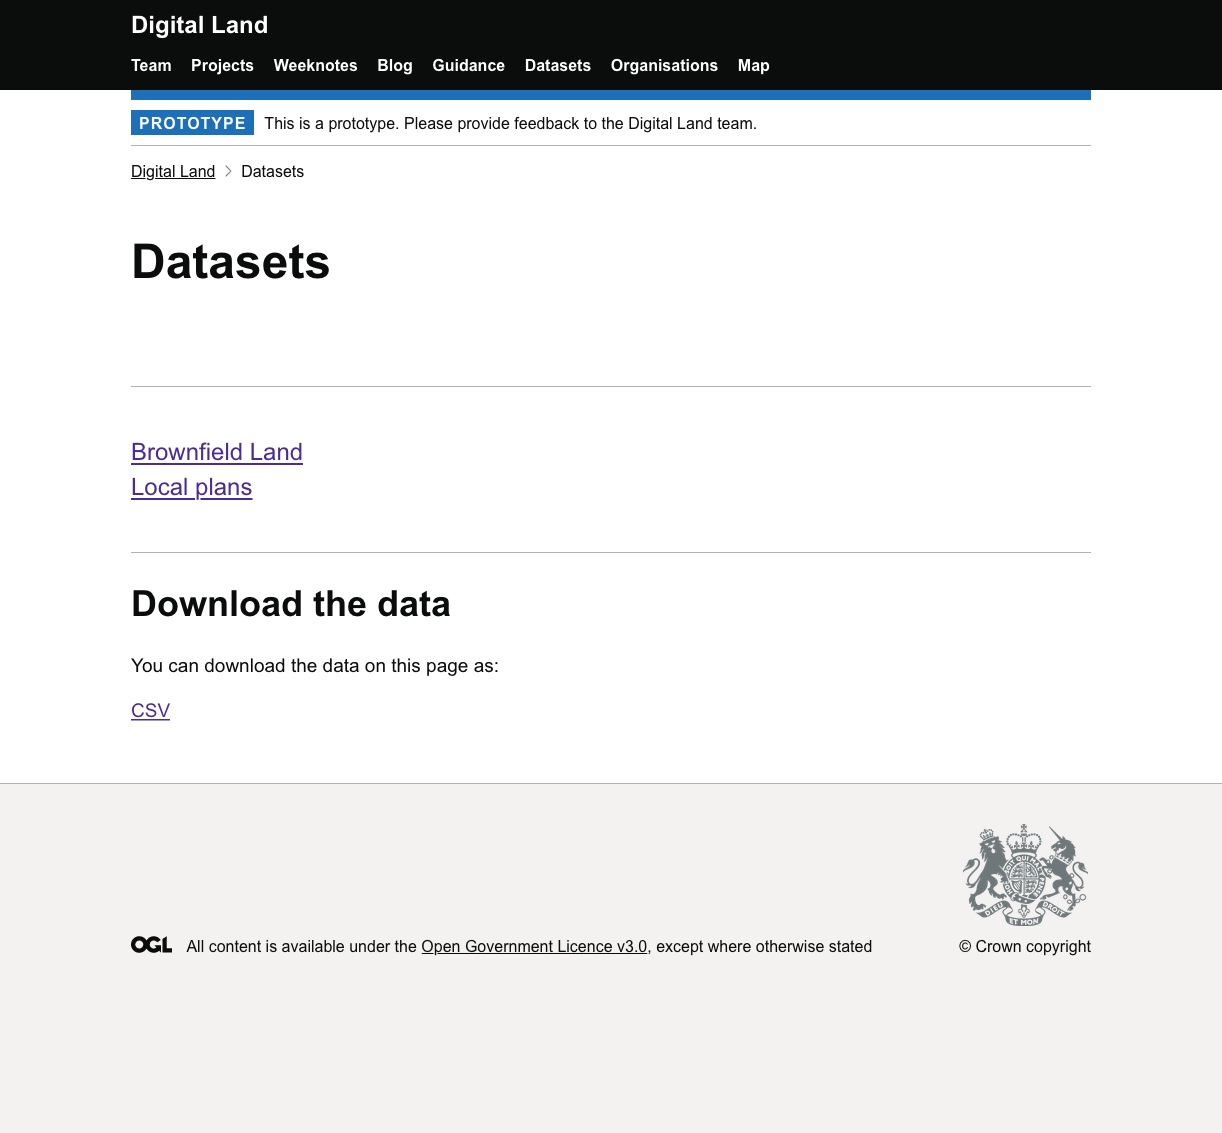 Digital Land
Team Projects Weeknotes Blog Guidance Datasets Organisations Map
PROTOTYPE This is a prototype. Please provide feedback to the Digital Land team.
Digital Land Datasets
Datasets
Brownfield Land
Local plans
Download the data
You can download the data on this page as:
CSV
OGL All content is available under the Open Government Licence v3.0, except where otherwise stated
© Crown copyright